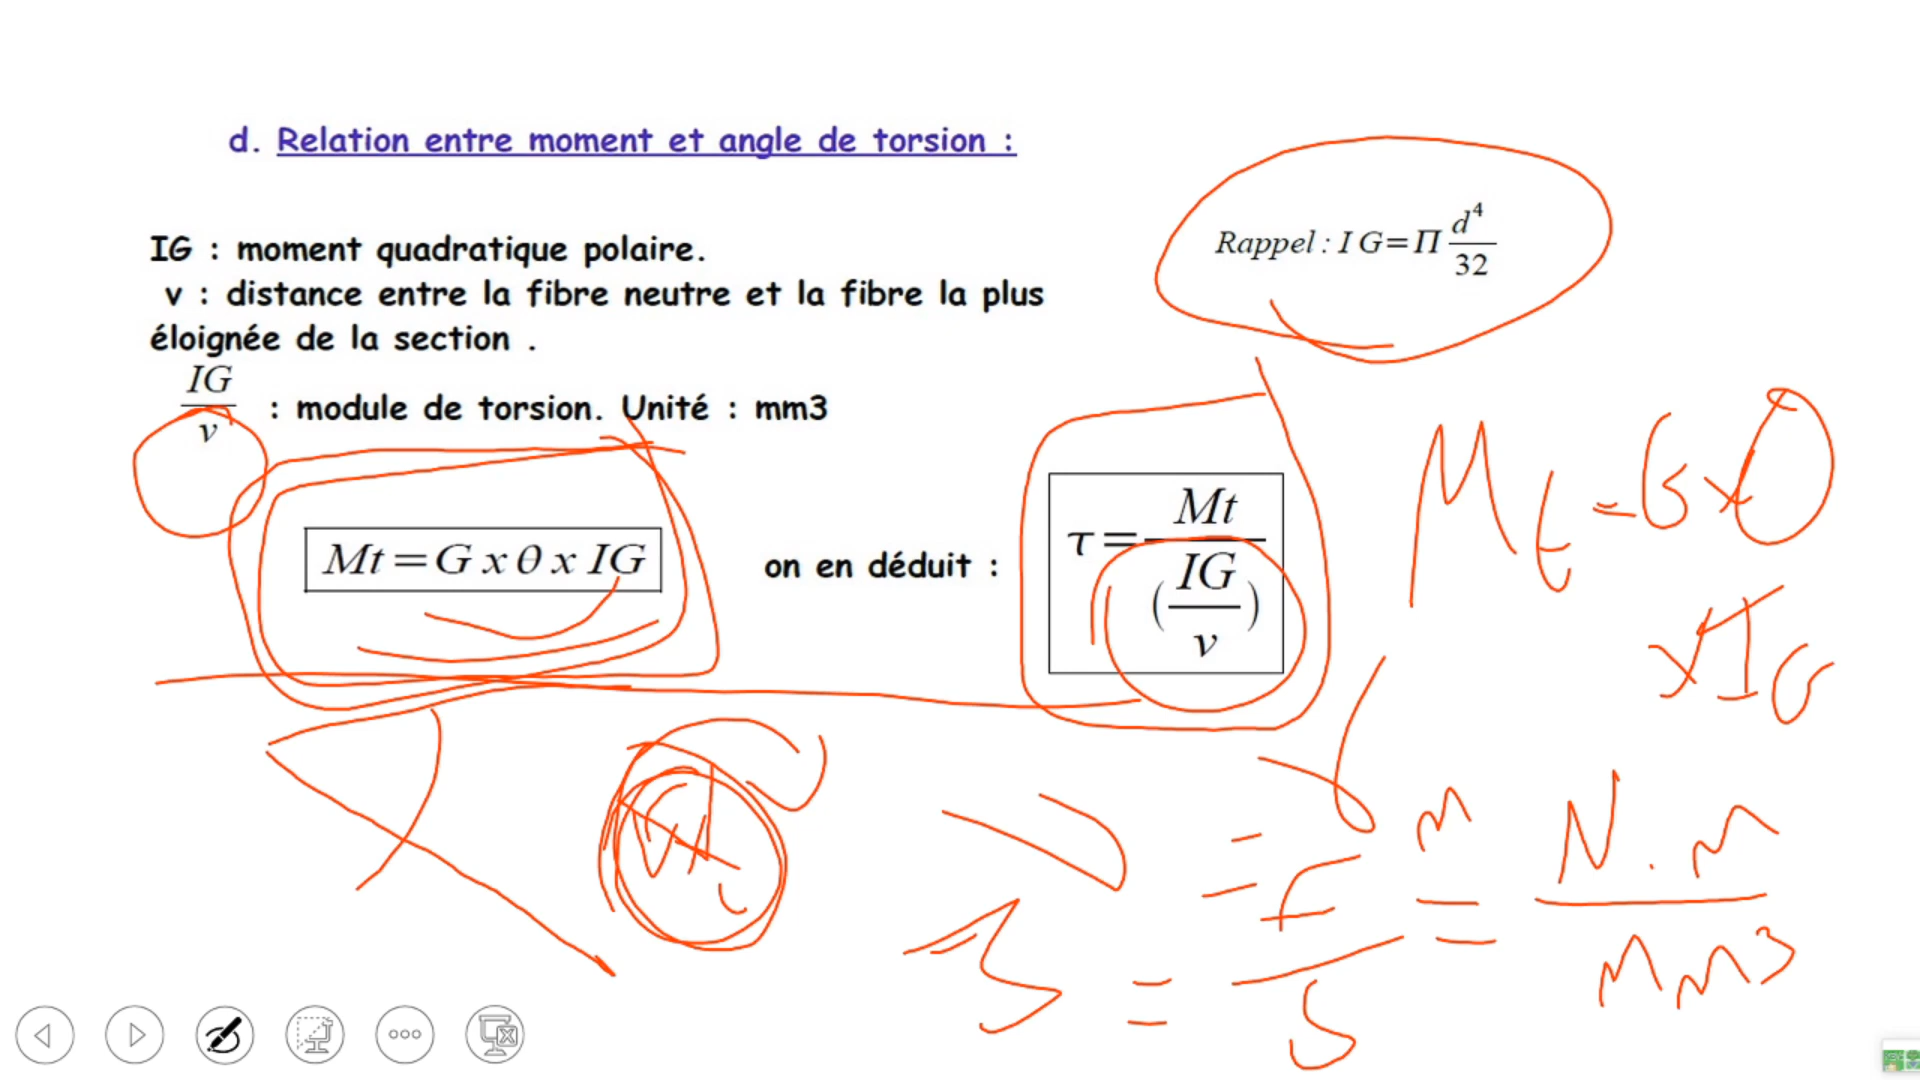 d. Relation entre moment et angle de torsion :
Rappel : I G=Π d⁴/32
IG : moment quadratique polaire.
v : distance entre la fibre neutre et la fibre la plus
éloignée de la section .
IG/v : module de torsion. Unité : mm3
Mt=G x θ x IG
on en déduit :
τ=Mt/(IG/v)
Mt=G×θ
×IG
N.m
mm3